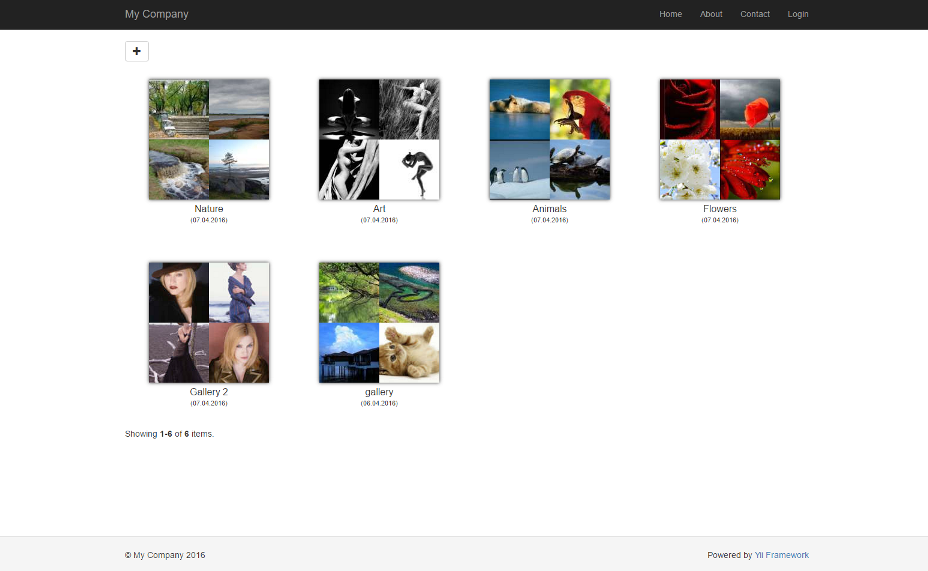 My Company Home About Contact Login
+
Nature Art Animals Flowers
(07.04.2016) (07.04.2016) (07.04.2016) (07.04.2016)
Gallery 2 gallery
(07.04.2016) (06.04.2016)
Showing 1-6 of 6 items.
© My Company 2016 Powered by Yii Framework